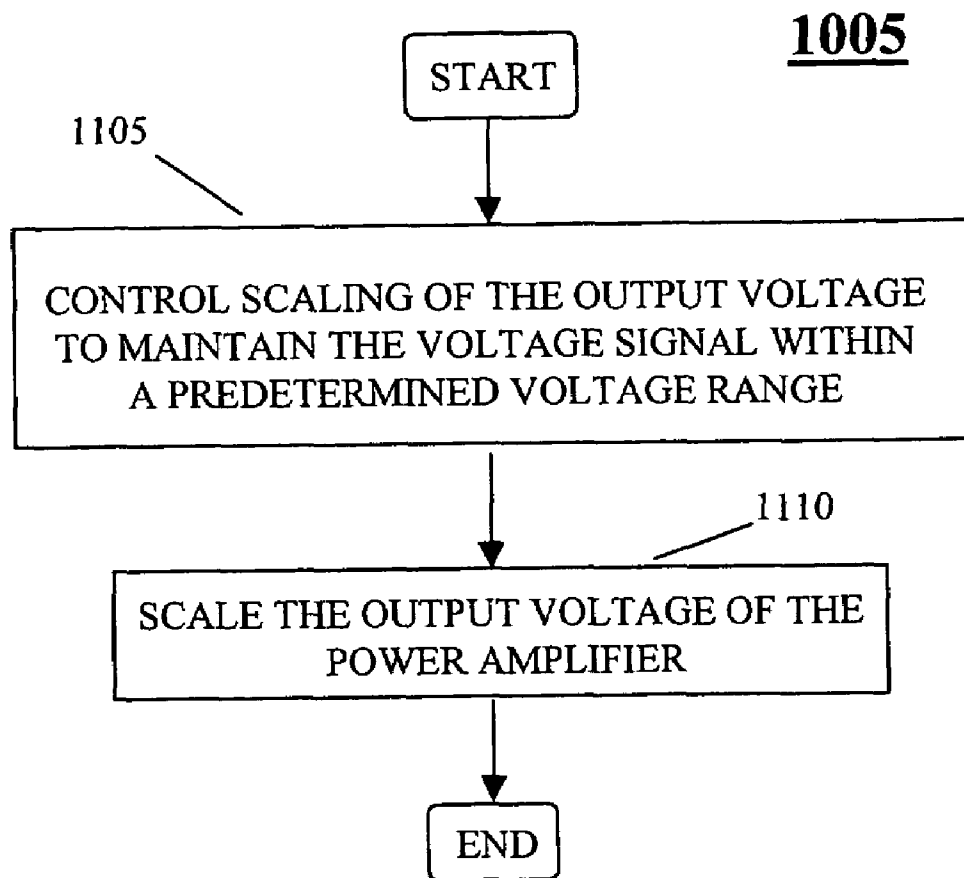 1005
START
1105
CONTROL SCALING OF THE OUTPUT VOLTAGE
TO MAINTAIN THE VOLTAGE SIGNAL WITHIN
A PREDETERMINED VOLTAGE RANGE
1110
SCALE THE OUTPUT VOLTAGE OF THE
POWER AMPLIFIER
END